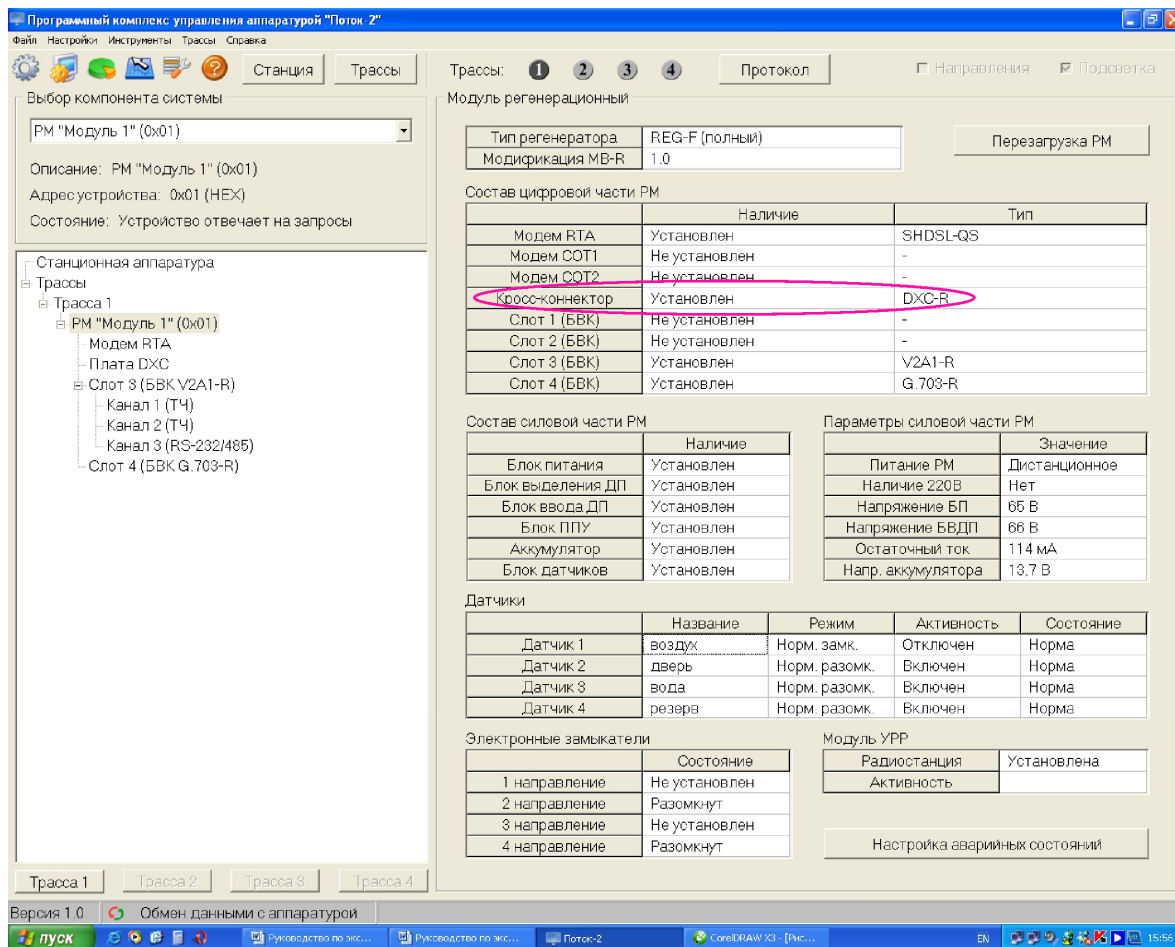 Программный комплекс управления аппаратурой "Поток-2"
Файл Настройки Инструменты Трассы Справка
Станция Трассы Трассы: 1 2 3 4 Протокол Направления Подсветка
Выбор компонента системы
РМ "Модуль 1" (0x01)
Описание: РМ "Модуль 1" (0x01)
Адрес устройства: 0x01 (HEX)
Состояние: Устройство отвечает на запросы
Станционная аппаратура
Трассы
Трасса 1
РМ "Модуль 1" (0x01)
Модем RTA
Плата DXC
Слот 3 (БВК V2A1-R)
Канал 1 (ТЧ)
Канал 2 (ТЧ)
Канал 3 (RS-232/485)
Слот 4 (БВК G.703-R)
Трасса 1 Трасса 2 Трасса 3 Трасса 4
Модуль регенерационный
Тип регенератора REG-F (полный)
Модификация MB-R 1.0
Перезагрузка РМ
Состав цифровой части РМ
Наличие Тип
Модем RTA Установлен SHDSL-QS
Модем СОТ1 Не установлен -
Модем СОТ2 Не установлен -
Кросс-коннектор Установлен DXC-R
Слот 1 (БВК) Не установлен -
Слот 2 (БВК) Не установлен -
Слот 3 (БВК) Установлен V2A1-R
Слот 4 (БВК) Установлен G.703-R
Состав силовой части РМ
Наличие
Блок питания Установлен
Блок выделения ДП Установлен
Блок ввода ДП Установлен
Блок ППУ Установлен
Аккумулятор Установлен
Блок датчиков Установлен
Параметры силовой части РМ
Значение
Питание РМ Дистанционное
Наличие 220В Нет
Напряжение БП 65 В
Напряжение БВДП 66 В
Остаточный ток 114 мА
Напр. аккумулятора 13,7 В
Датчики
Название Режим Активность Состояние
Датчик 1 воздух Норм. замк. Отключен Норма
Датчик 2 дверь Норм. разомк. Включен Норма
Датчик 3 вода Норм. разомк. Включен Норма
Датчик 4 резерв Норм. разомк. Включен Норма
Электронные замыкатели
Состояние
1 направление Не установлен
2 направление Разомкнут
3 направление Не установлен
4 направление Разомкнут
Модуль УРР
Радиостанция Установлена
Активность
Настройка аварийных состояний
Версия 1.0 Обмен данными с аппаратурой
пуск Руководство по экс... Руководство по экс... Поток-2 CorelDRAW X3 - [Рис... EN 15:56